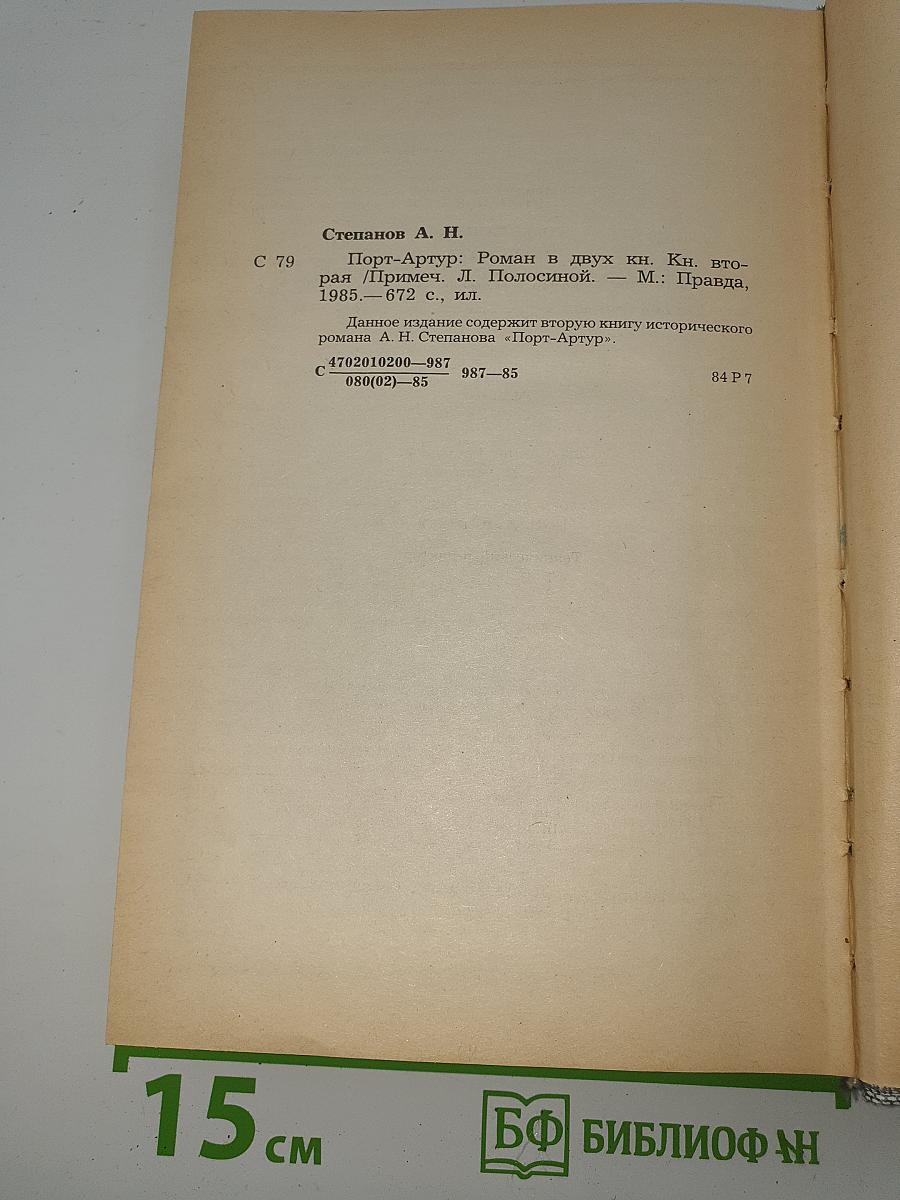 Степанов А. Н.
С 79 Порт-Артур: Роман в двух кн. Кн. вто-
рая /Примеч. Л. Полосиной. — М.: Правда,
1985.— 672 с., ил.
Данное издание содержит вторую книгу исторического
романа А. Н. Степанова «Порт-Артур».
С 4702010200—987
080(02)—85 987—85 84 Р 7
15 см
БФ БИБЛИОФАН